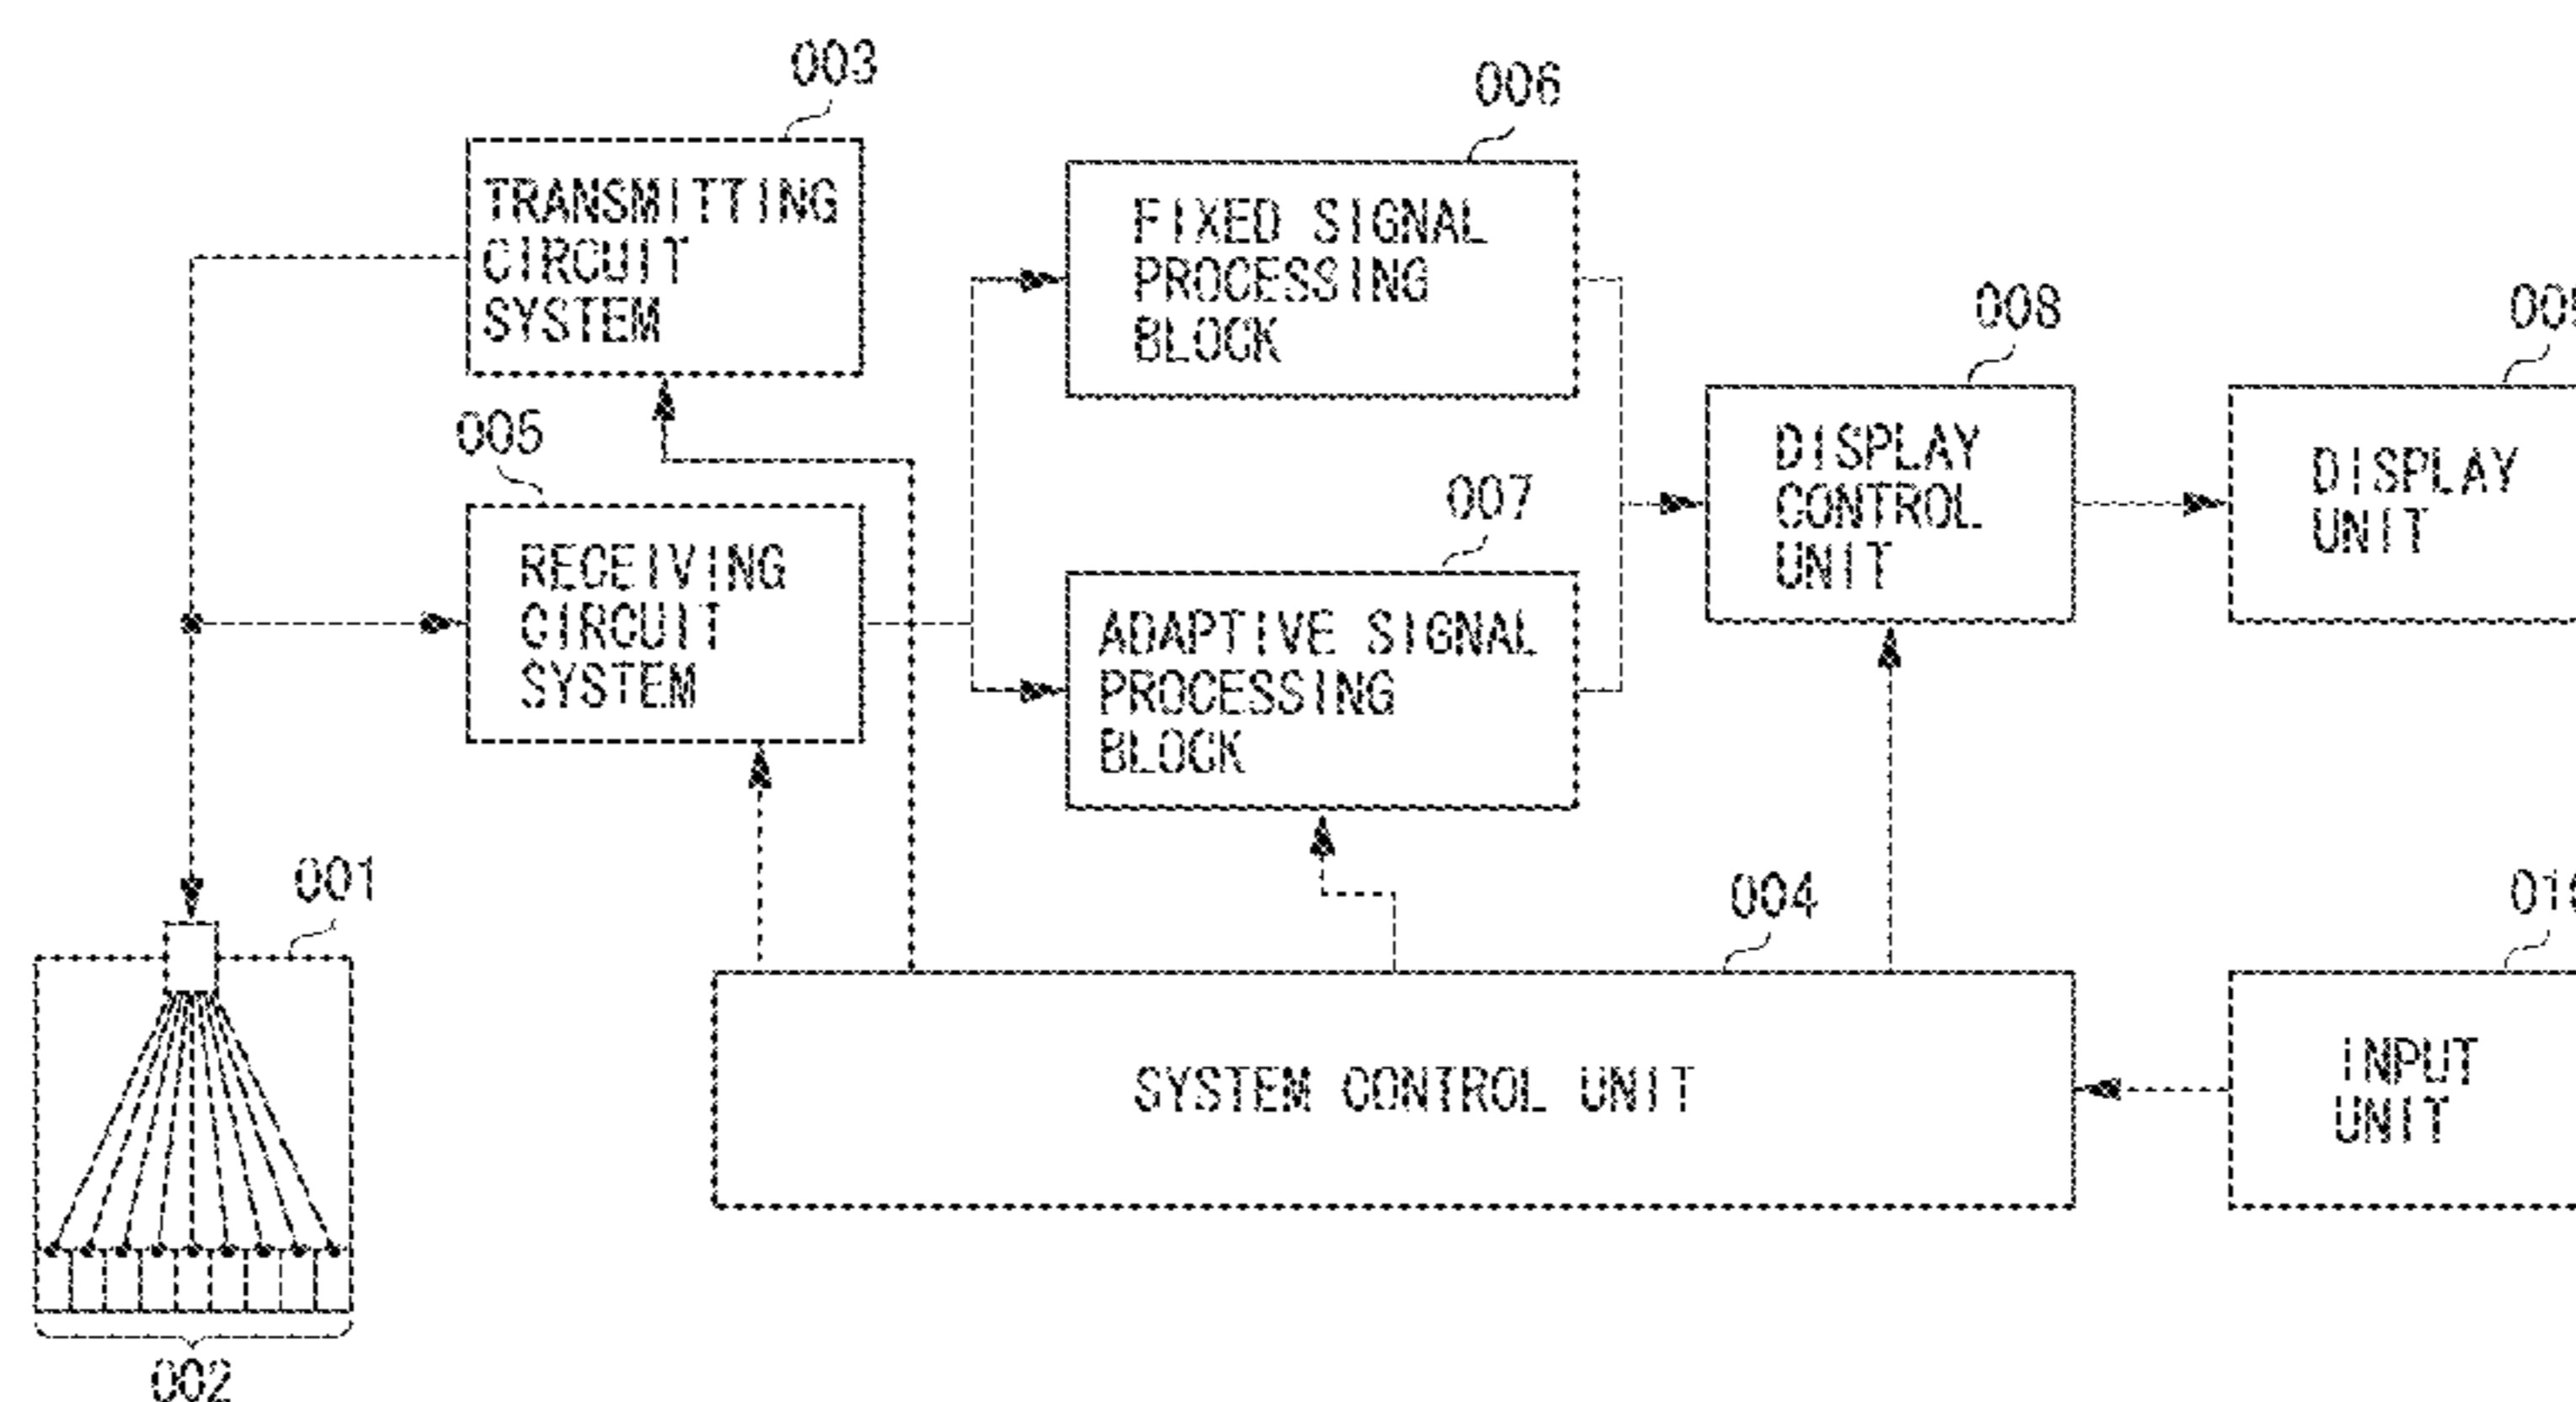 003
006
TRANSMITTING
CIRCUIT
SYSTEM
FIXED SIGNAL
PROCESSING
BLOCK
008
005
RECEIVING
CIRCUIT
SYSTEM
007
ADAPTIVE SIGNAL
PROCESSING
BLOCK
DISPLAY
CONTROL
UNIT
DISPLAY
UNIT
001
004
SYSTEM CONTROL UNIT
INPUT
UNIT
002